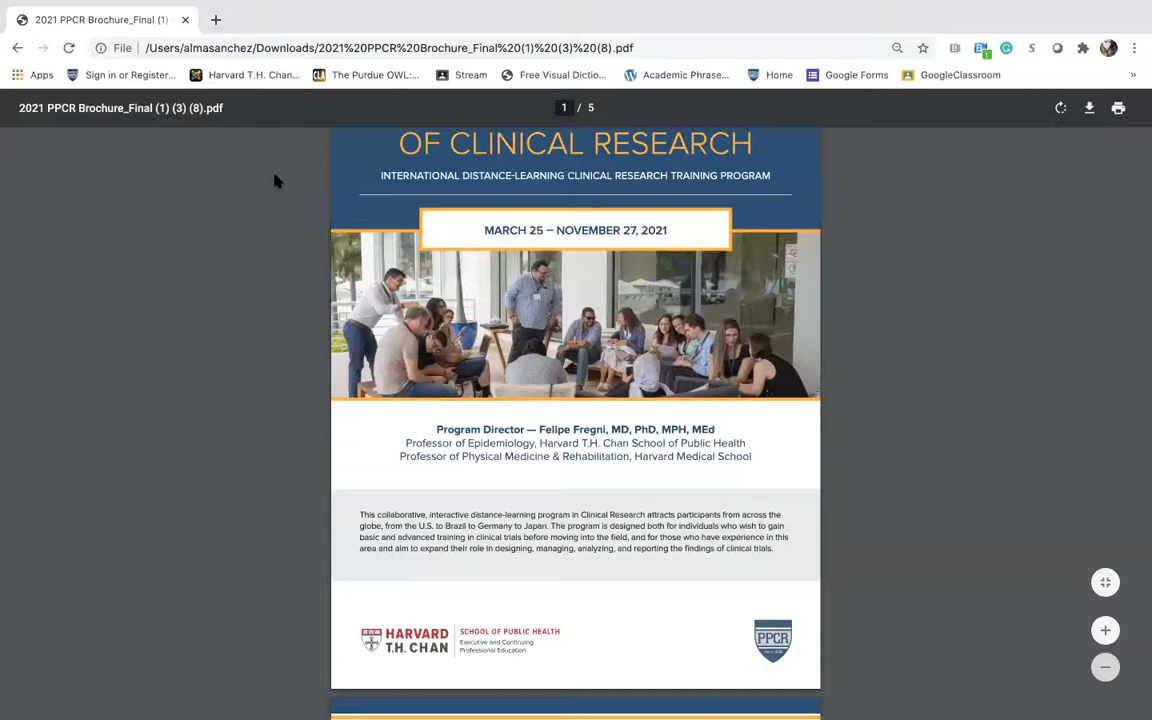 2021 PPCR Brochure_Final (1)
File /Users/almasanchez/Downloads/2021%20PPCR%20Brochure_Final%20(1)%20(3)%20(8).pdf
Apps Sign in or Register... Harvard T.H. Chan... The Purdue OWL:... Stream Free Visual Dictio... Academic Phrase... Home Google Forms GoogleClassroom »
2021 PPCR Brochure_Final (1) (3) (8).pdf 1 / 5
OF CLINICAL RESEARCH
INTERNATIONAL DISTANCE-LEARNING CLINICAL RESEARCH TRAINING PROGRAM
MARCH 25 – NOVEMBER 27, 2021
Program Director — Felipe Fregni, MD, PhD, MPH, MEd
Professor of Epidemiology, Harvard T.H. Chan School of Public Health
Professor of Physical Medicine & Rehabilitation, Harvard Medical School
This collaborative, interactive distance-learning program in Clinical Research attracts participants from across the
globe, from the U.S. to Brazil to Germany to Japan. The program is designed both for individuals who wish to gain
basic and advanced training in clinical trials before moving into the field, and for those who have experience in this
area and aim to expand their role in designing, managing, analyzing, and reporting the findings of clinical trials.
HARVARD
T.H. CHAN
SCHOOL OF PUBLIC HEALTH
Executive and Continuing
Professional Education
PPCR